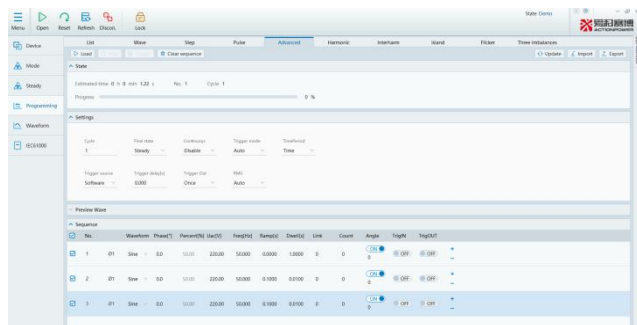 State Demo
Menu Open Reset Refresh Discon. Lock
ACTIONPOWER
Device
Mode
Steady
Programming
Waveform
IEC61000
List Wave Step Pulse Advanced Harmonic Interharm Island Flicker Three Imbalances
Load Clear sequence Update Import Export
State
Estimated time 0 h 0 min 1.22 s No. 1 Cycle 1
Progress 0 %
Settings
Cycle Final state Continuous Trigger mode TimePeriod
1 Steady Disable Auto Time
Trigger source Trigger delay(s) Trigger Out RMS
Software 0.000 Once Auto
Preview Wave
Sequence
No. Waveform Phase(°) Percent(%) Uac(V) Freq(Hz) Ramp(s) Dwell(s) Link Count Angle TrigIN TrigOUT
1 Ø1 Sine 0.0 50.00 220.00 50.000 0.0000 1.0000 0 0 ON 0 OFF OFF + −
2 Ø1 Sine 0.0 50.00 220.00 50.000 0.1000 0.0100 0 0 ON 0 OFF OFF + −
3 Ø1 Sine 0.0 50.00 220.00 50.000 0.1000 0.0100 0 0 ON 0 OFF OFF + −